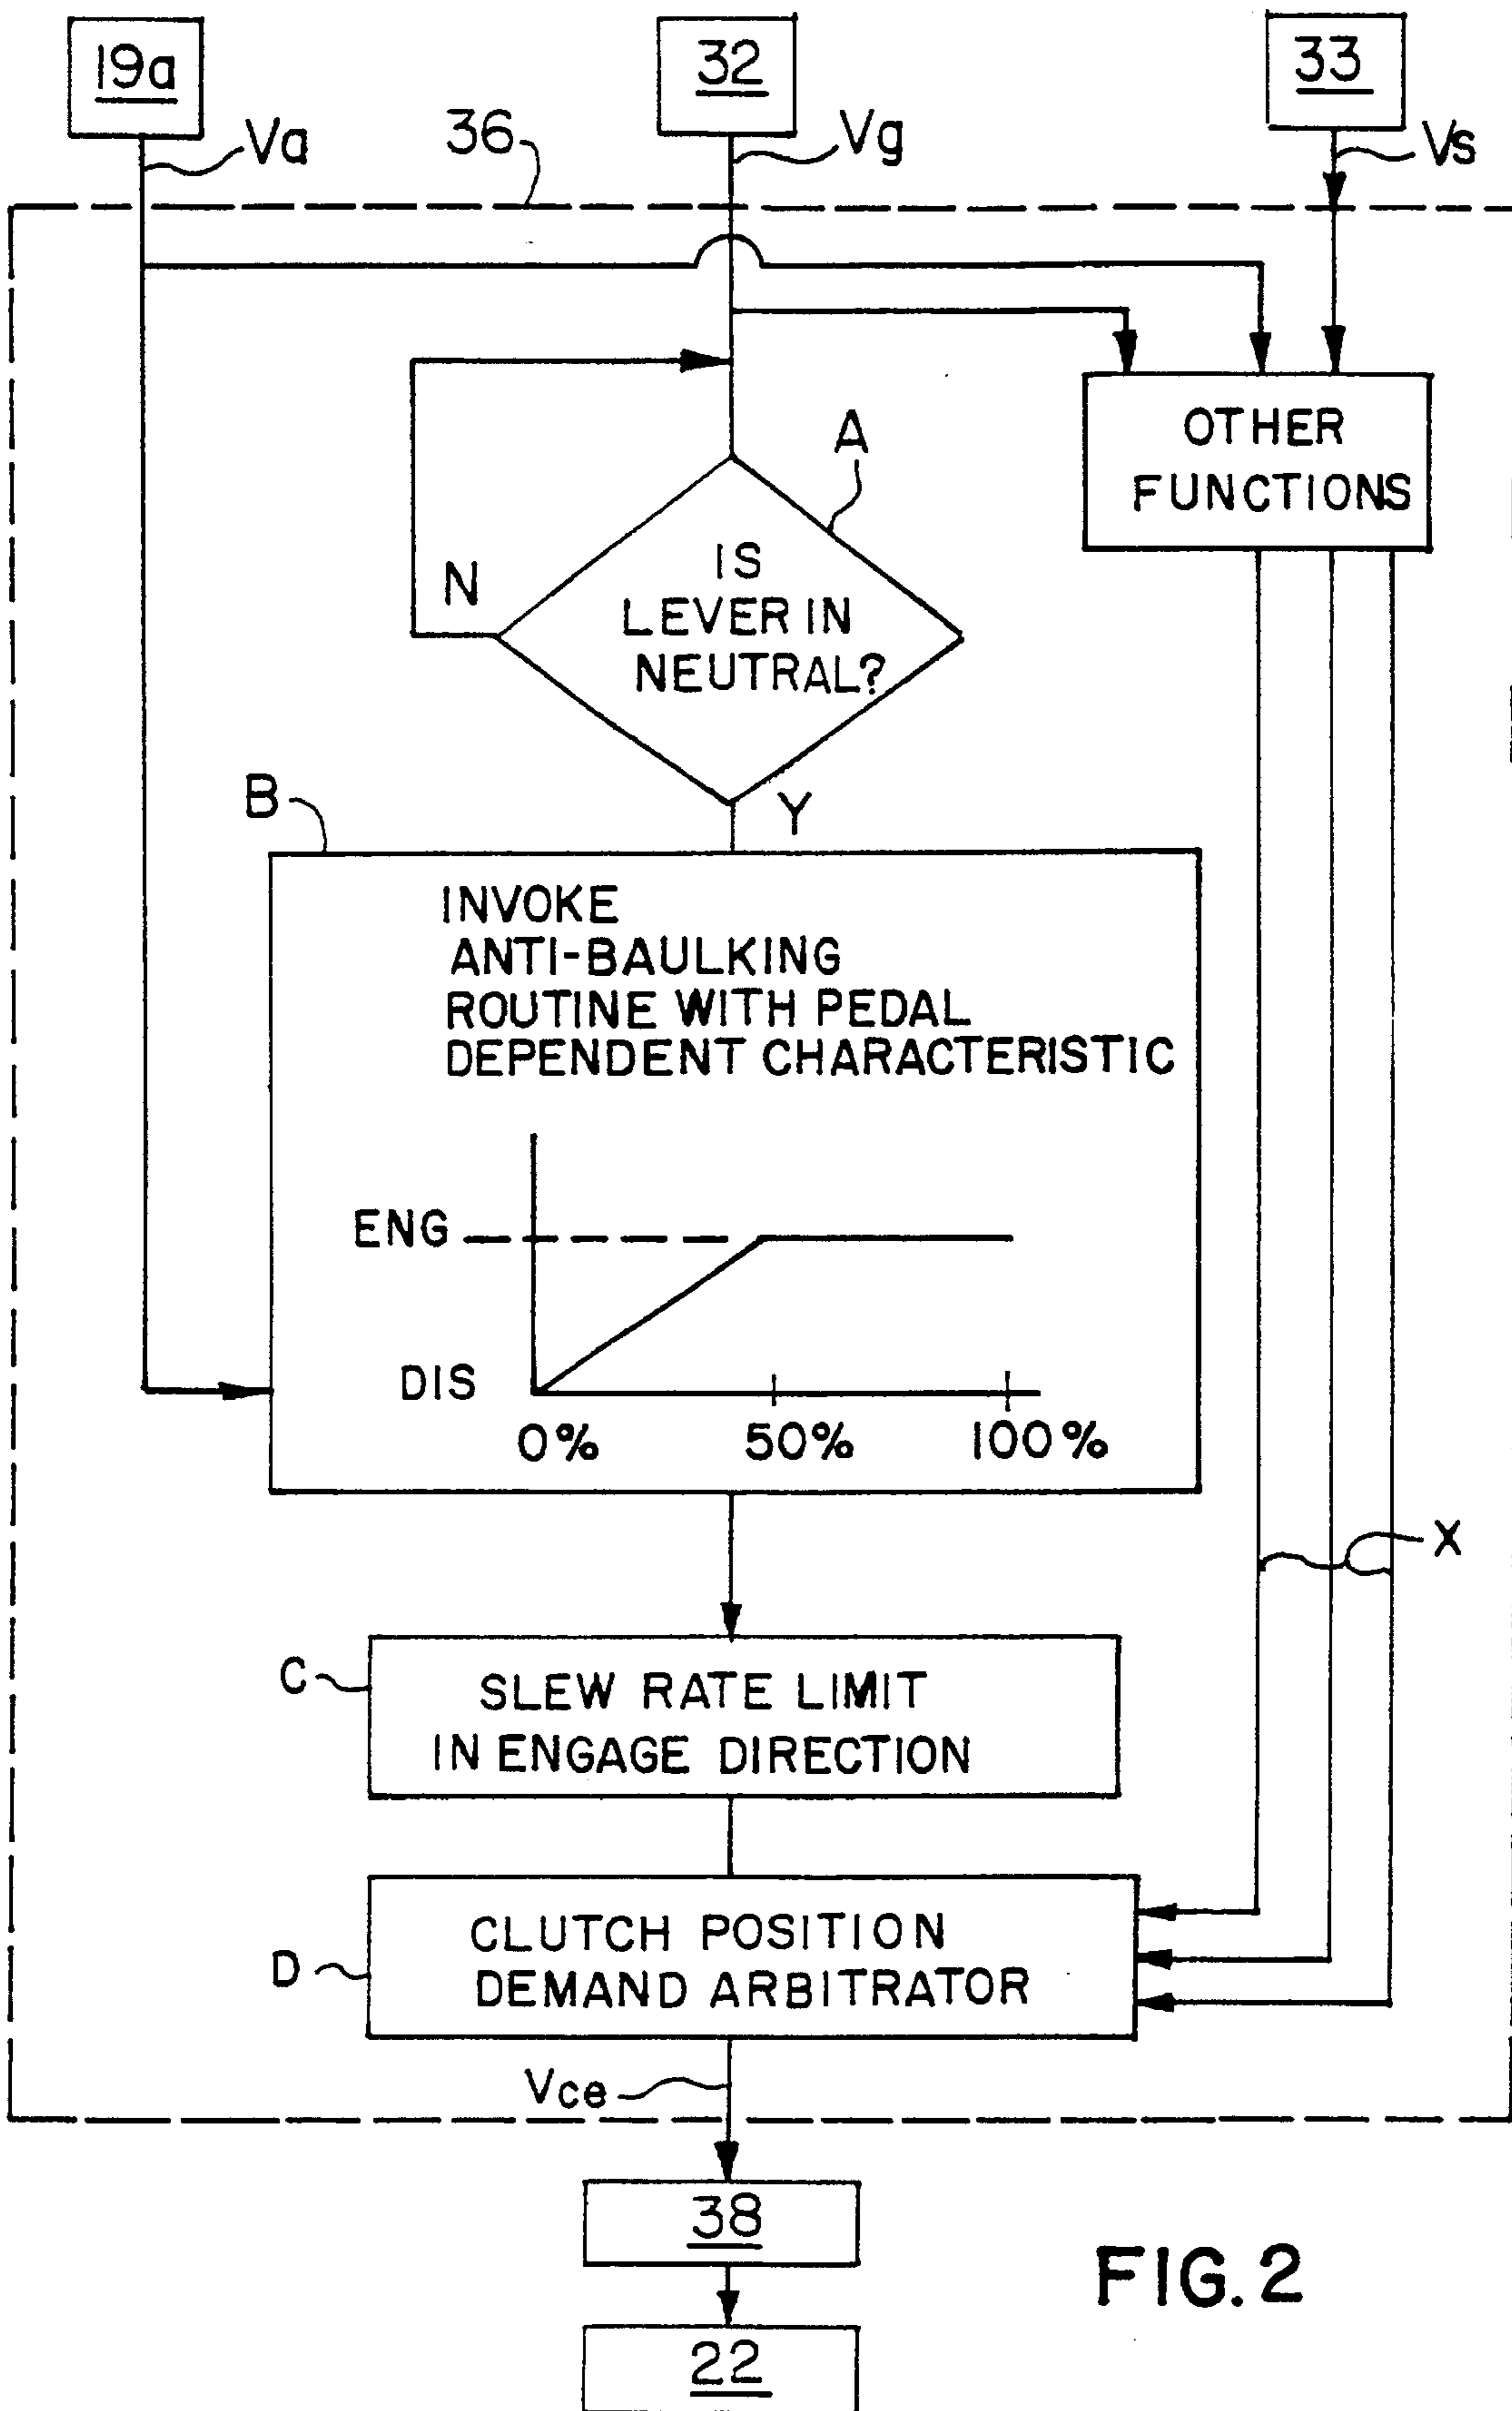 19a
32
33
Va
36
Vg
Vs
OTHER
FUNCTIONS
A
IS
LEVER IN
NEUTRAL?
N
Y
B
INVOKE
ANTI-BAULKING
ROUTINE WITH PEDAL
DEPENDENT CHARACTERISTIC
ENG
DIS
0% 50% 100%
X
C
SLEW RATE LIMIT
IN ENGAGE DIRECTION
D
CLUTCH POSITION
DEMAND ARBITRATOR
Vce
38
22
FIG. 2